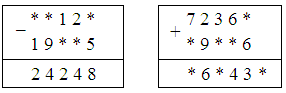 * * 1 2 *
−
1 9 * * 5
2 4 2 4 8
7 2 3 6 *
+
* 9 * * 6
* 6 * 4 3 *